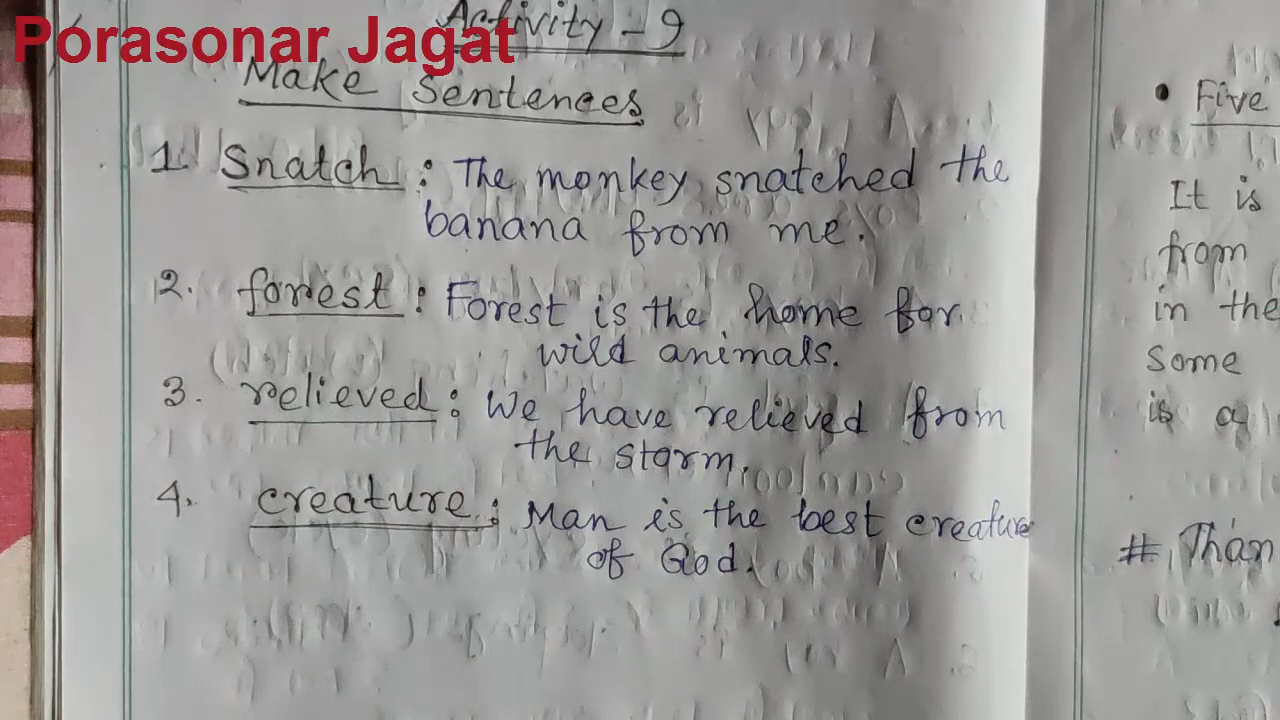 Porasonar Jagat
Activity - 9
Make Sentences
1. Snatch : The monkey snatched the
banana from me.
2. forest : Forest is the home for
wild animals.
3. relieved : We have relieved from
the storm.
4. creature : Man is the best creature
of God.
• Five
It is
from
in the
some
is a
# Than